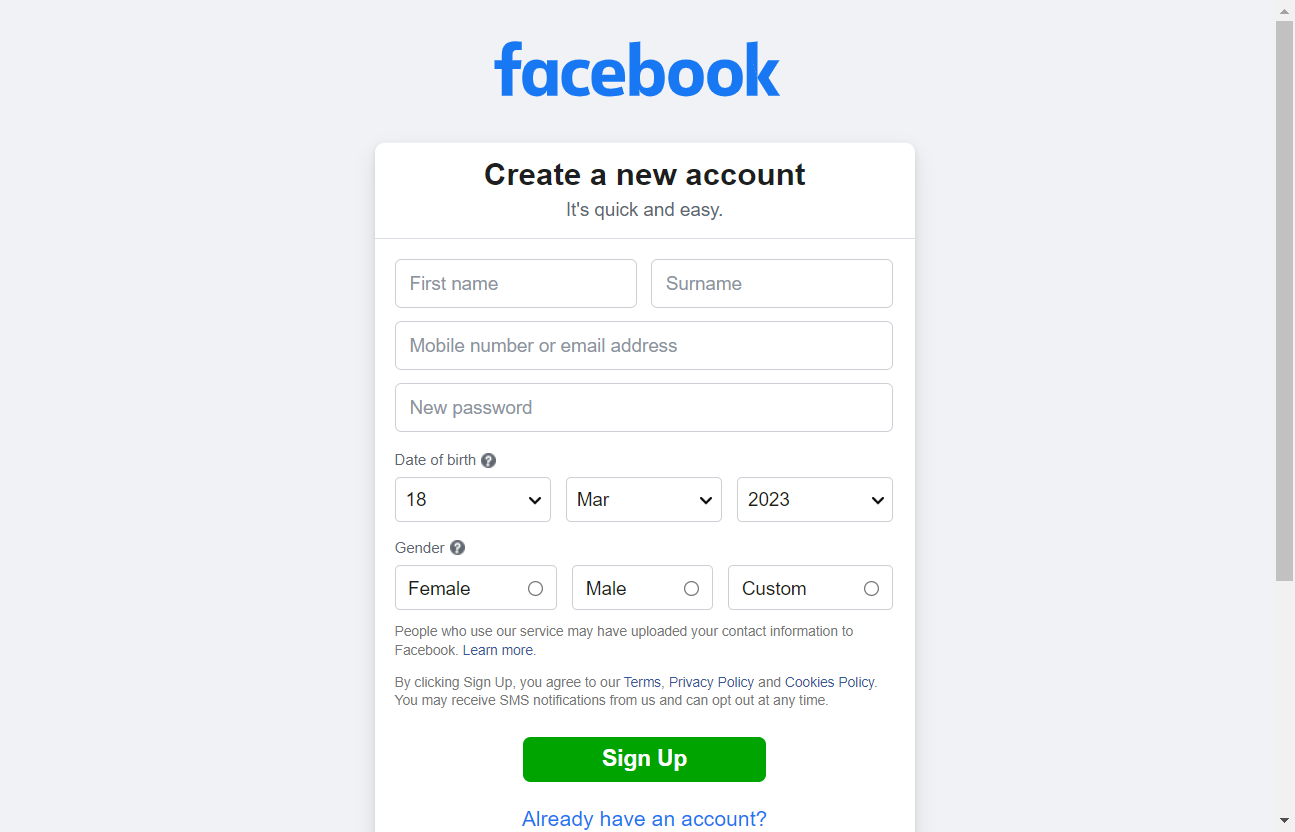 facebook
Create a new account
It's quick and easy.
First name Surname
Mobile number or email address
New password
Date of birth ?
18 Mar 2023
Gender ?
Female Male Custom
People who use our service may have uploaded your contact information to
Facebook. Learn more.
By clicking Sign Up, you agree to our Terms, Privacy Policy and Cookies Policy.
You may receive SMS notifications from us and can opt out at any time.
Sign Up
Already have an account?